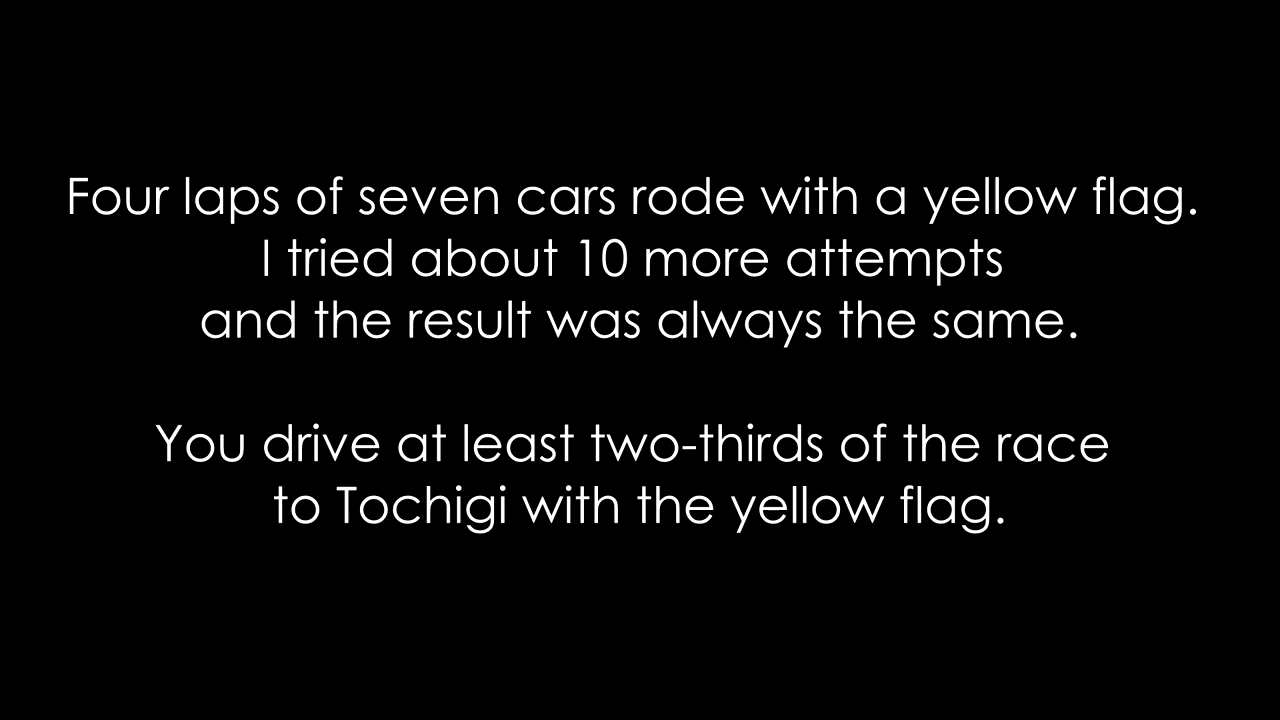 Four laps of seven cars rode with a yellow flag.
I tried about 10 more attempts
and the result was always the same.
You drive at least two-thirds of the race
to Tochigi with the yellow flag.